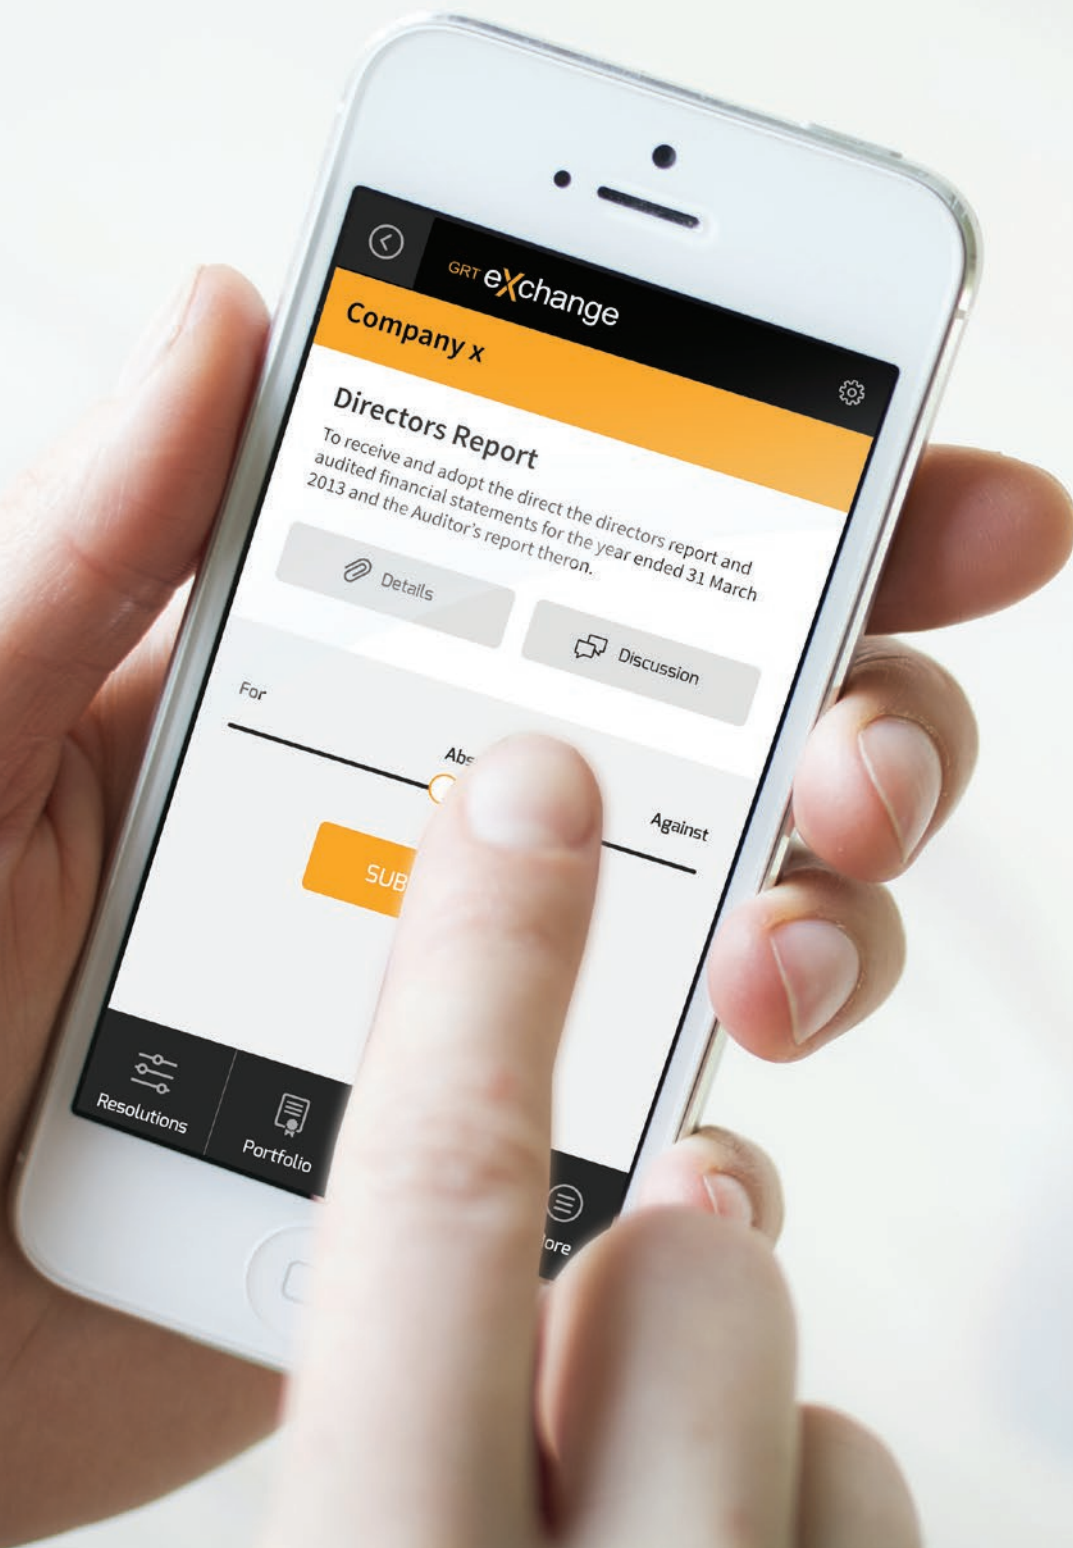 GRT eXchange
Company x
Directors Report
To receive and adopt the direct the directors report and
audited financial statements for the year ended 31 March
2013 and the Auditor's report theron.
Details
Discussion
For
Against
Resolutions
Portfolio